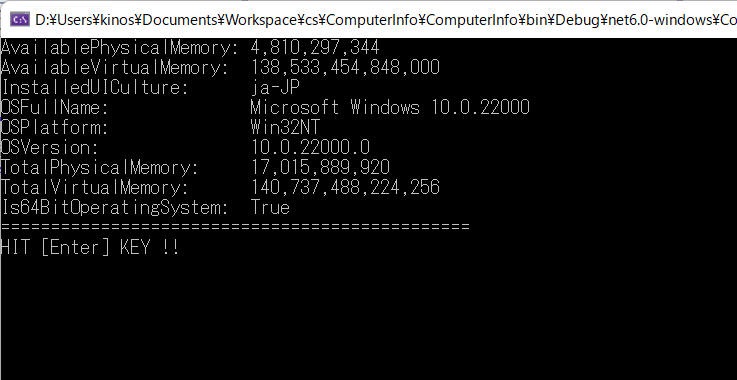 D:¥Users¥kinos¥Documents¥Workspace¥cs¥ComputerInfo¥ComputerInfo¥bin¥Debug¥net6.0-windows¥Co
AvailablePhysicalMemory: 4,810,297,344
AvailableVirtualMemory: 138,533,454,848,000
InstalledUICulture: ja-JP
OSFullName: Microsoft Windows 10.0.22000
OSPlatform: Win32NT
OSVersion: 10.0.22000.0
TotalPhysicalMemory: 17,015,889,920
TotalVirtualMemory: 140,737,488,224,256
Is64BitOperatingSystem: True
===============================================
HIT [Enter] KEY !!